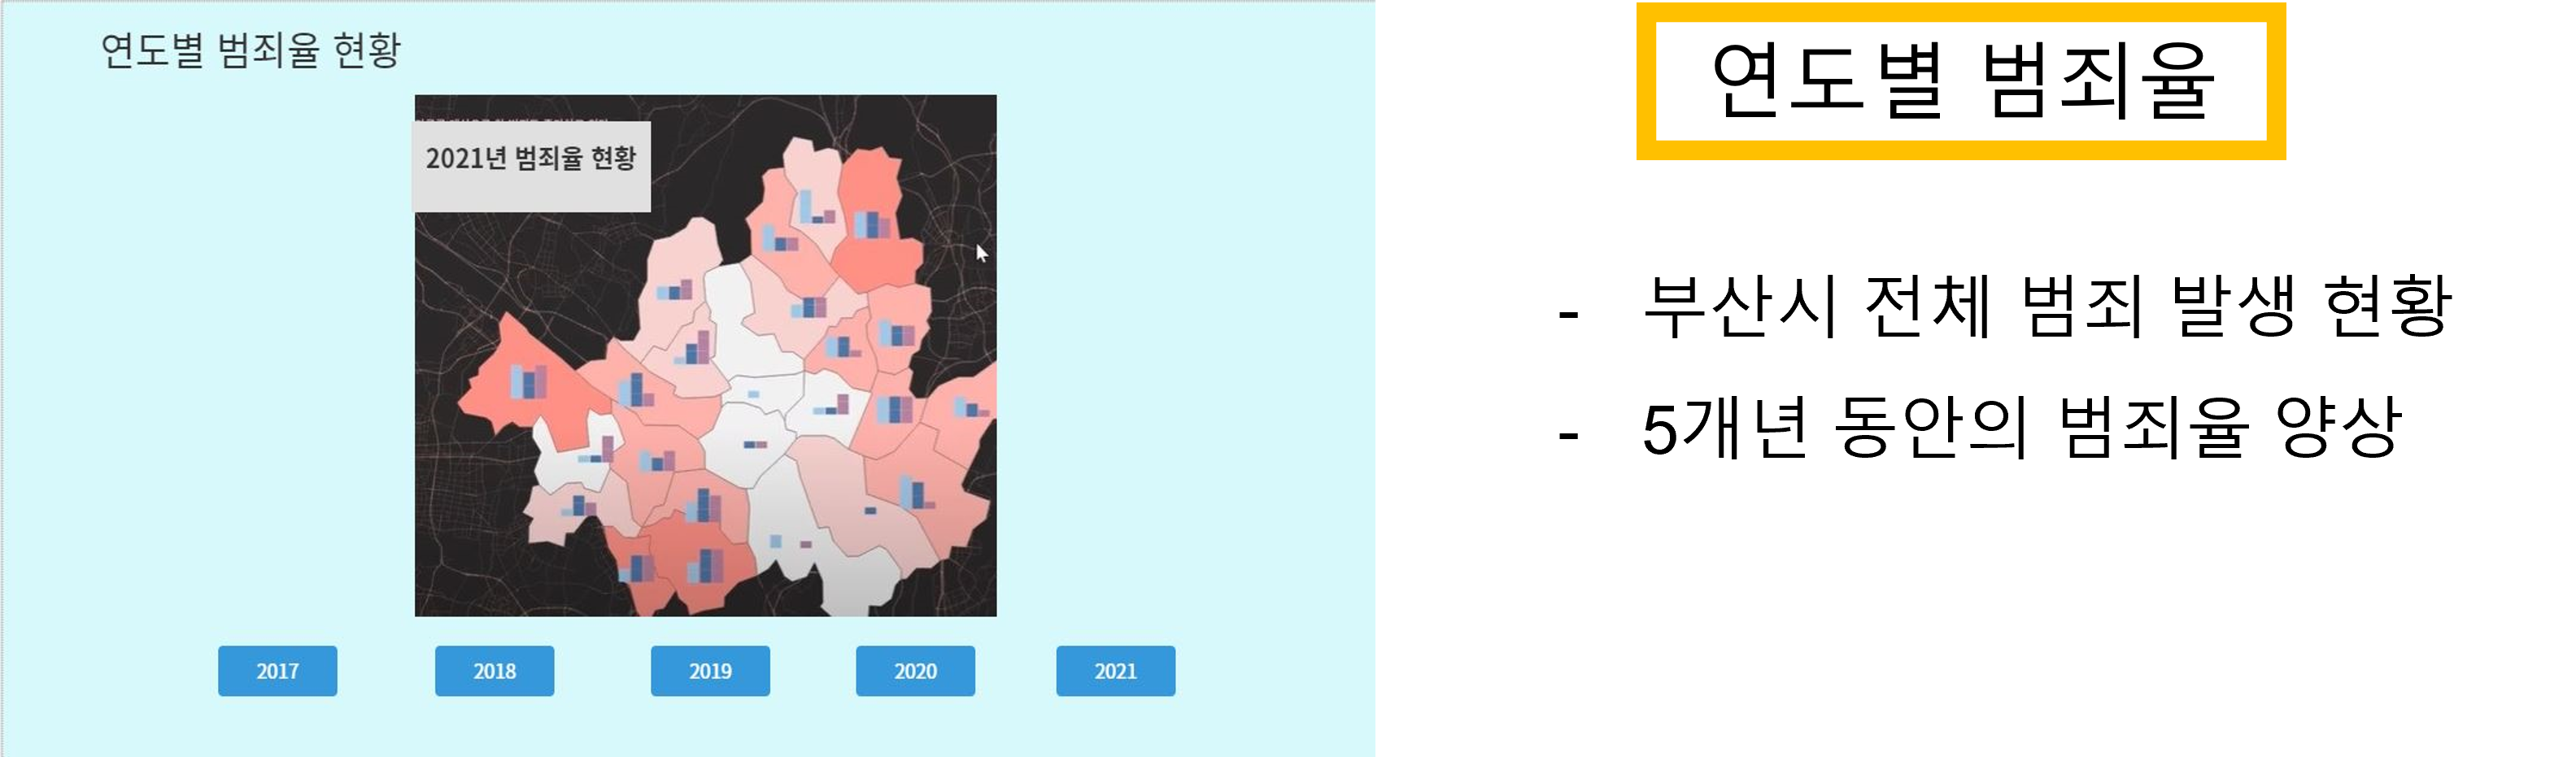 연도별 범죄율 현황
2021년 범죄율 현황
2017
2018
2019
2020
2021
연도별 범죄율
- 부산시 전체 범죄 발생 현황
- 5개년 동안의 범죄율 양상